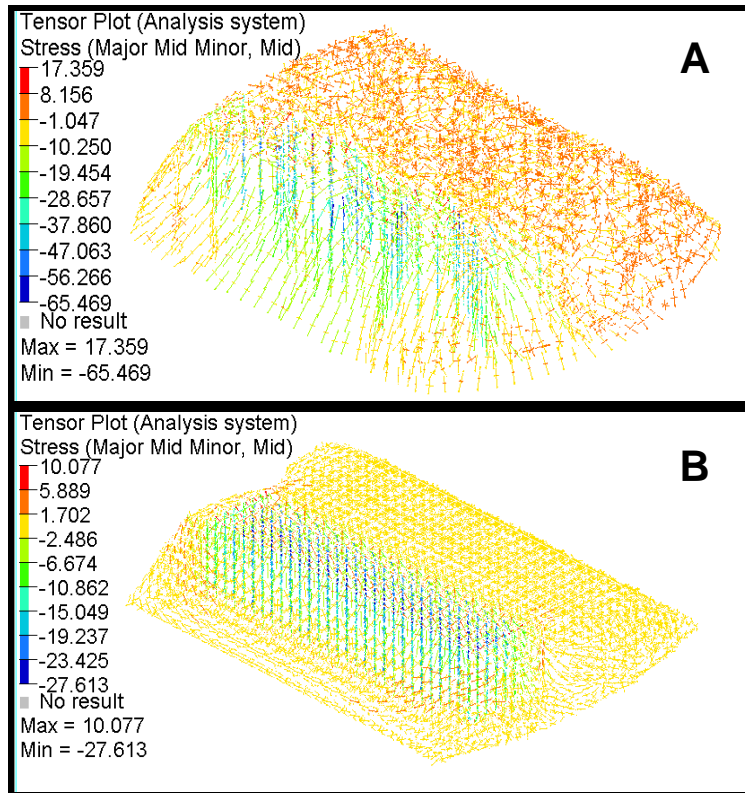 Tensor Plot (Analysis system)
Stress (Major Mid Minor, Mid)
17.359
8.156
-1.047
-10.250
-19.454
-28.657
-37.860
-47.063
-56.266
-65.469
No result
Max = 17.359
Min = -65.469
A
Tensor Plot (Analysis system)
Stress (Major Mid Minor, Mid)
10.077
5.889
1.702
-2.486
-6.674
-10.862
-15.049
-19.237
-23.425
-27.613
No result
Max = 10.077
Min = -27.613
B